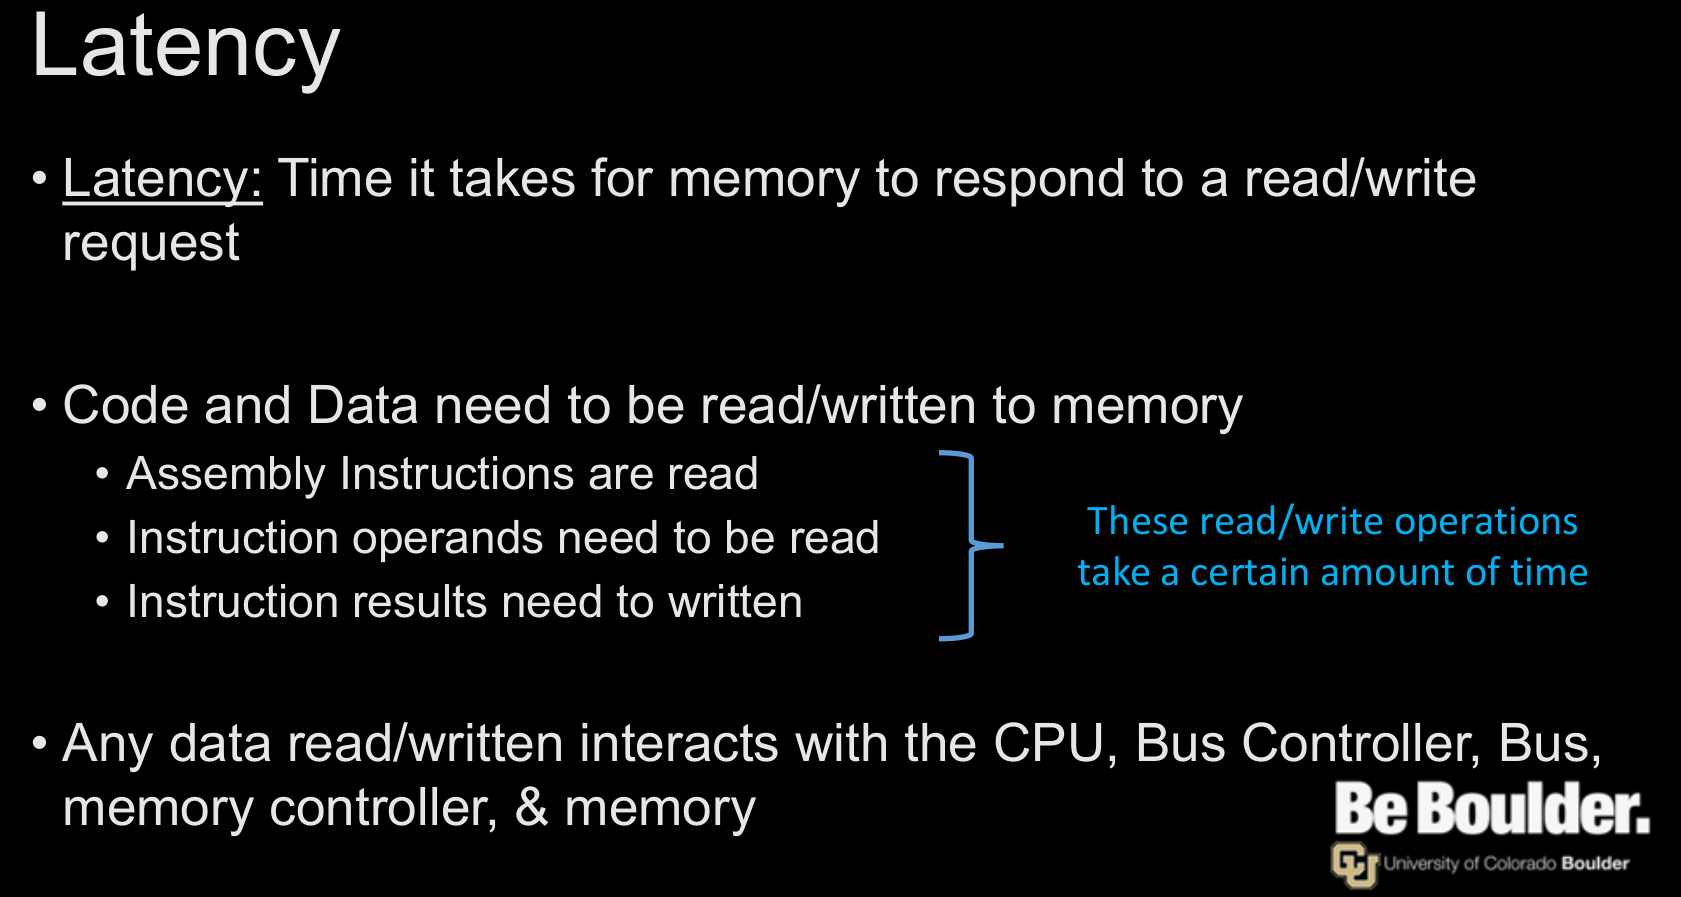 Latency
• Latency: Time it takes for memory to respond to a read/write
request
• Code and Data need to be read/written to memory
• Assembly Instructions are read
• Instruction operands need to be read
• Instruction results need to written
These read/write operations
take a certain amount of time
• Any data read/written interacts with the CPU, Bus Controller, Bus,
memory controller, & memory
Be Boulder.
CU University of Colorado Boulder